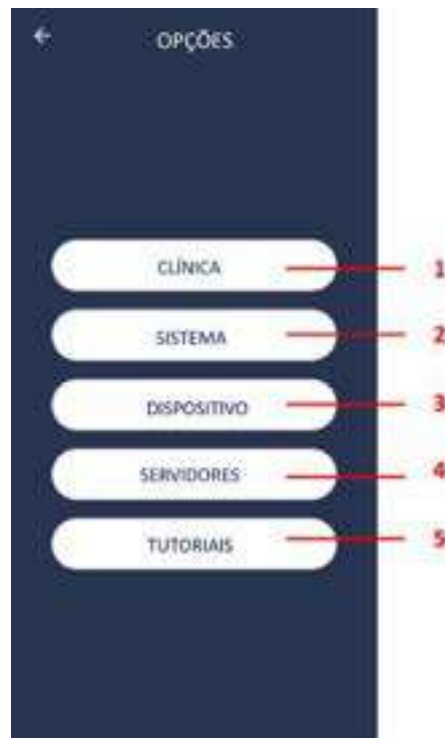 OPÇÕES
CLÍNICA 1
SISTEMA 2
DISPOSITIVO 3
SERVIDORES 4
TUTORIAIS 5